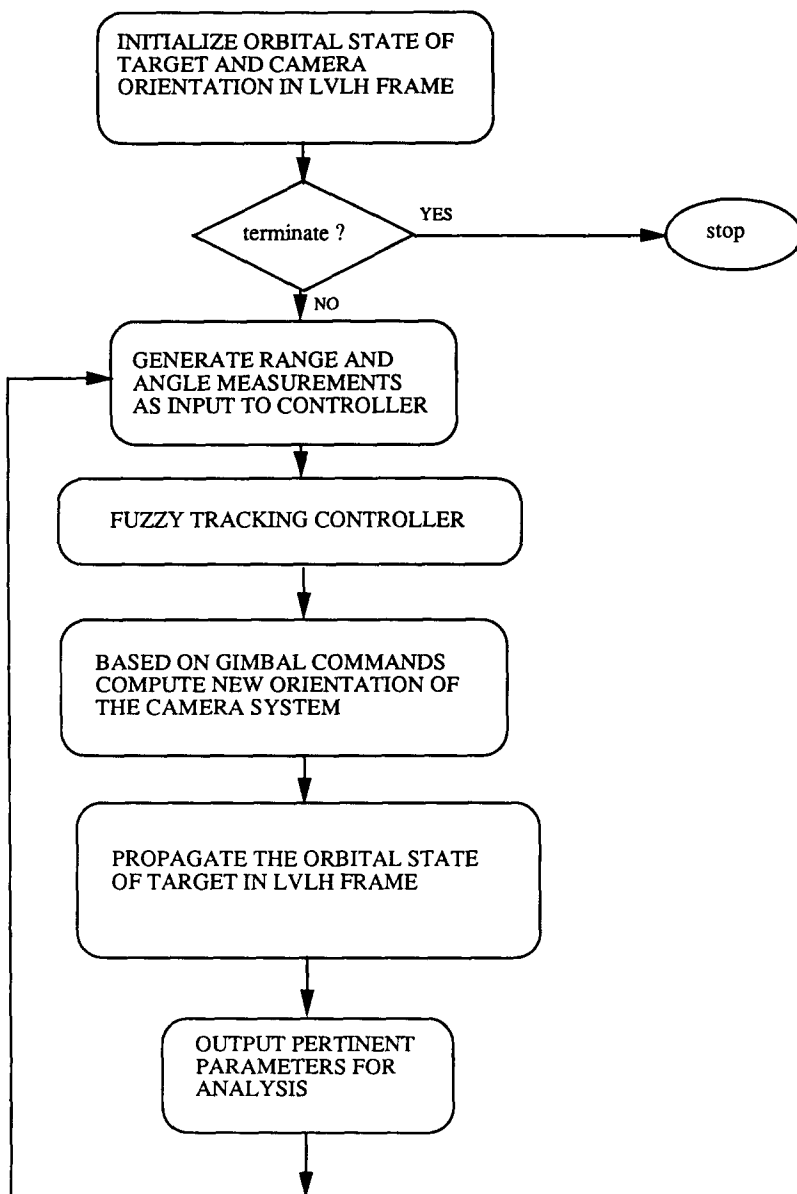 INITIALIZE ORBITAL STATE OF
TARGET AND CAMERA
ORIENTATION IN LVLH FRAME
terminate ?
YES
stop
NO
GENERATE RANGE AND
ANGLE MEASUREMENTS
AS INPUT TO CONTROLLER
FUZZY TRACKING CONTROLLER
BASED ON GIMBAL COMMANDS
COMPUTE NEW ORIENTATION OF
THE CAMERA SYSTEM
PROPAGATE THE ORBITAL STATE
OF TARGET IN LVLH FRAME
OUTPUT PERTINENT
PARAMETERS FOR
ANALYSIS